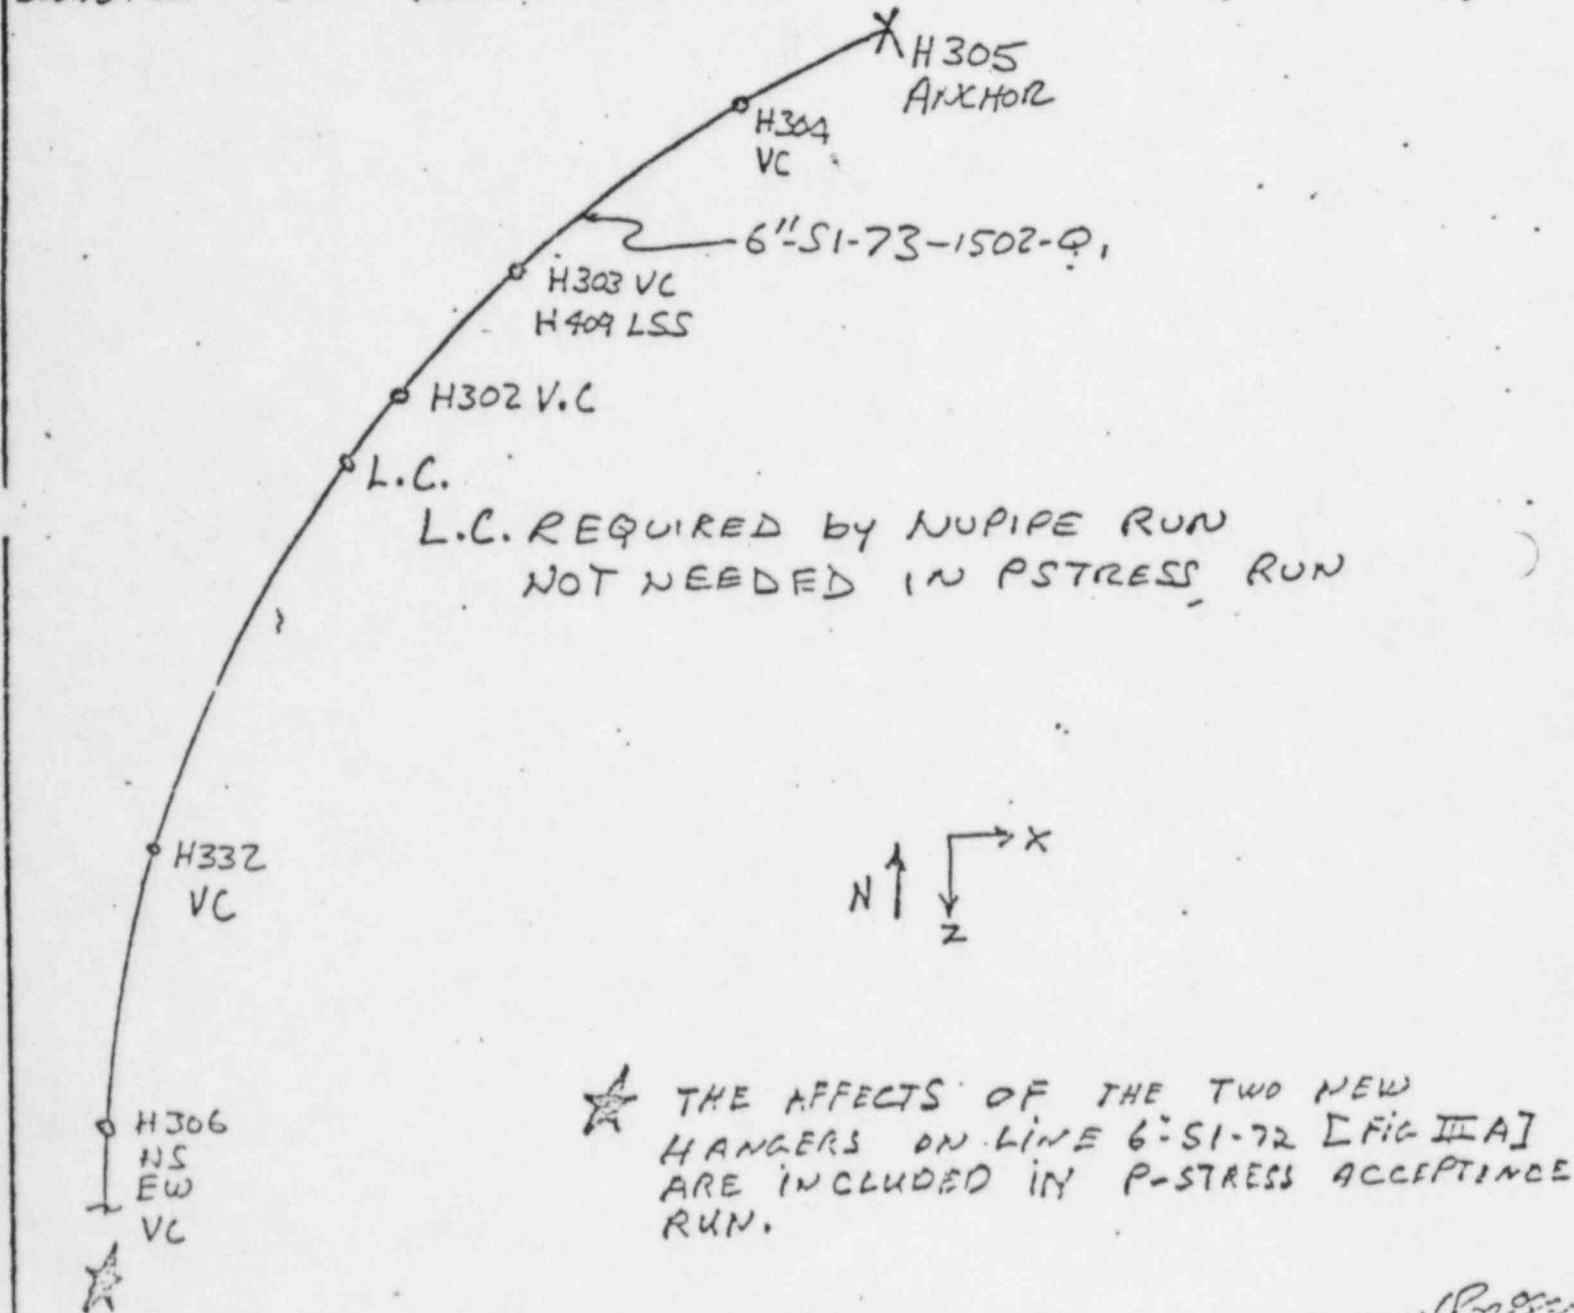 H305
ANCHOR
H304
VC
6"-SI-73-1502-Q,
H303 VC
H409 LSS
H302 V.C
L.C.
L.C. REQUIRED by NUPIPE RUN
NOT NEEDED IN PSTRESS RUN
H332
VC
X
N
Z
H306
NS
EW
VC
THE AFFECTS OF THE TWO NEW
HANGERS ON LINE 6"-SI-72 [FIG III A]
ARE INCLUDED IN P-STRESS ACCEPTENCE
RUN.